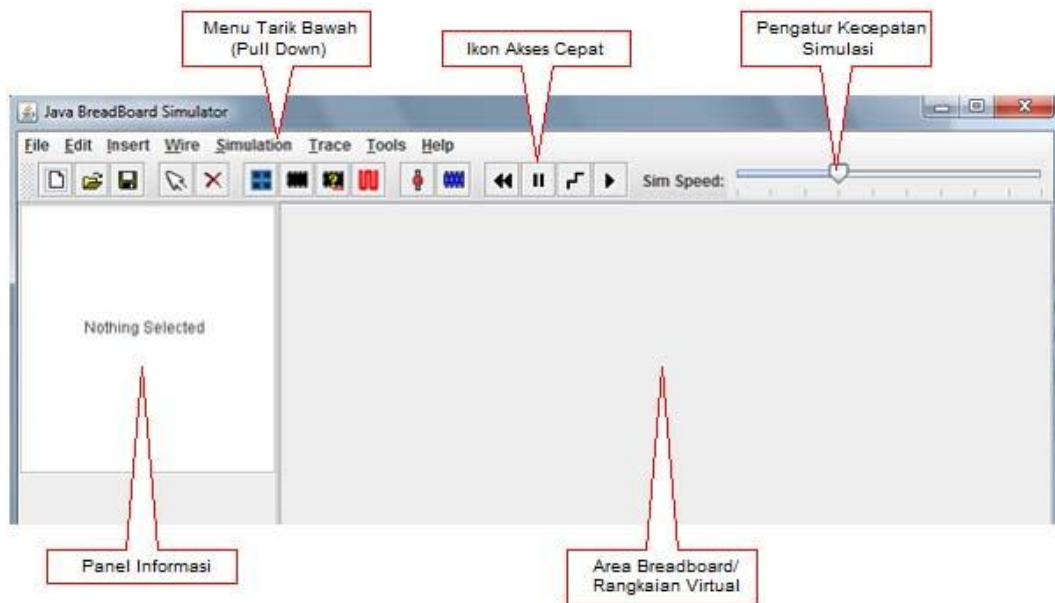 Menu Tarik Bawah
(Pull Down)
Ikon Akses Cepat
Pengatur Kecepatan
Simulasi
Java BreadBoard Simulator
File Edit Insert Wire Simulation Trace Tools Help
Sim Speed:
Nothing Selected
Panel Informasi
Area Breadboard/
Rangkaian Virtual